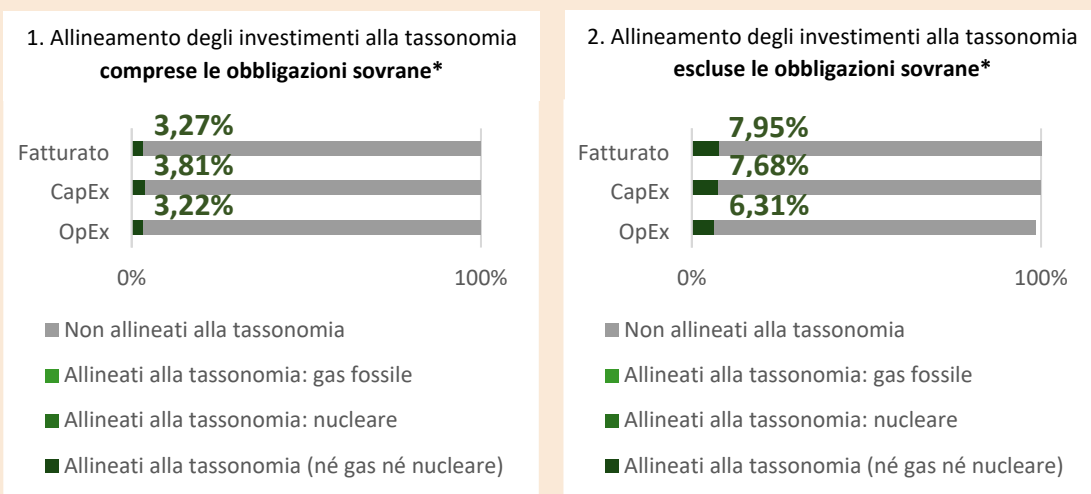 1. Allineamento degli investimenti alla tassonomia
comprese le obbligazioni sovrane*
3,27%
Fatturato
3,81%
CapEx
3,22%
OpEx
0%
100%
Non allineati alla tassonomia
Allineati alla tassonomia: gas fossile
Allineati alla tassonomia: nucleare
Allineati alla tassonomia (né gas né nucleare)
2. Allineamento degli investimenti alla tassonomia
escluse le obbligazioni sovrane*
7,95%
Fatturato
7,68%
CapEx
6,31%
OpEx
0%
100%
Non allineati alla tassonomia
Allineati alla tassonomia: gas fossile
Allineati alla tassonomia: nucleare
Allineati alla tassonomia (né gas né nucleare)